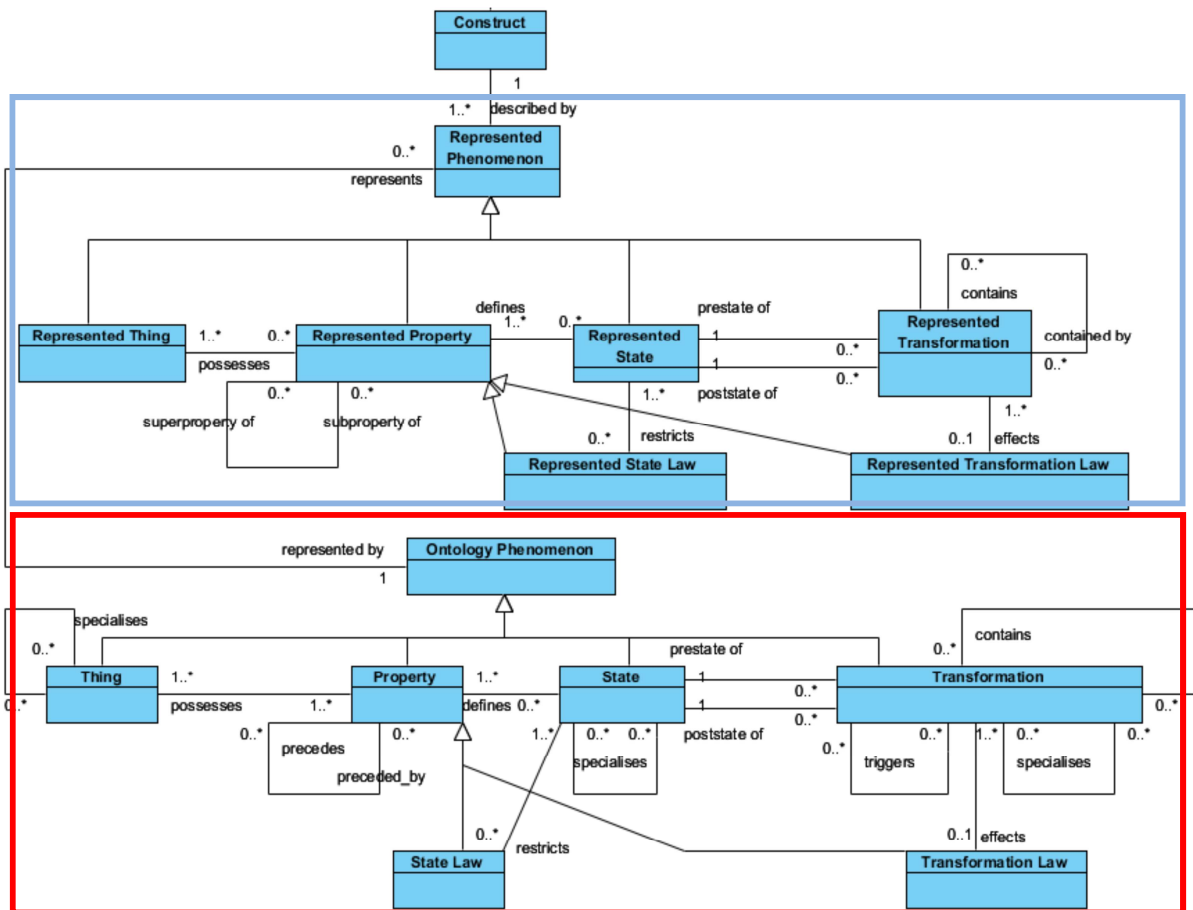 Construct
1
1..* described by
Represented
Phenomenon
0..*
represents
0..*
contains
defines
prestate of
Represented Thing
1..*
0..*
possesses
Represented Property
1..*
0..*
Represented
State
1
0..*
1
0..*
poststate of
Represented
Transformation
contained by
0..*
0..*
0..*
superproperty of
subproperty of
1..*
0..*
restricts
1..*
0..1
effects
Represented State Law
Represented Transformation Law
represented by
1
Ontology Phenomenon
specialises
0..*
prestate of
contains
0..*
Thing
0..*
1..*
possesses
1..*
Property
1..*
defines
0..*
State
1
0..*
1
0..*
poststate of
Transformation
0..*
0..*
precedes
0..*
preceded_by
1..*
0..*
0..*
specialises
0..*
triggers
0..*
1..*
0..*
specialises
0..*
0..*
restricts
0..1
effects
State Law
Transformation Law